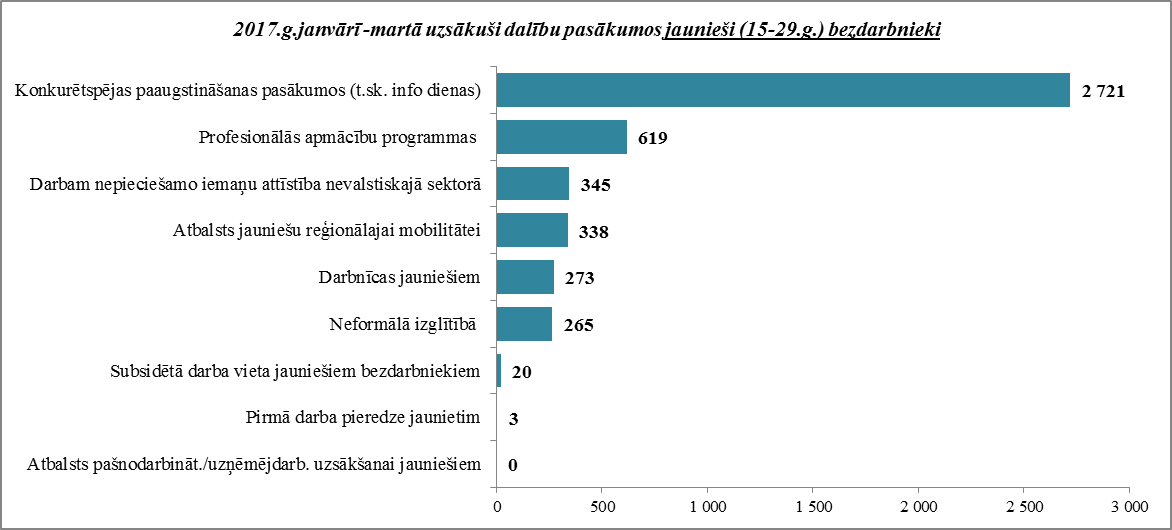 2017.g.janvārī -martā uzsākuši dalību pasākumos jaunieši (15-29.g.) bezdarbnieki
Konkurētspējas paaugstināšanas pasākumos (t.sk. info dienas) 2 721
Profesionālās apmācību programmas 619
Darbam nepieciešamo iemaņu attīstība nevalstiskajā sektorā 345
Atbalsts jauniešu reģionālajai mobilitātei 338
Darbnīcas jauniešiem 273
Neformālā izglītībā 265
Subsidētā darba vieta jauniešiem bezdarbniekiem 20
Pirmā darba pieredze jaunietim 3
Atbalsts pašnodarbināt./uzņēmējdarb. uzsākšanai jauniešiem 0
0 500 1 000 1 500 2 000 2 500 3 000